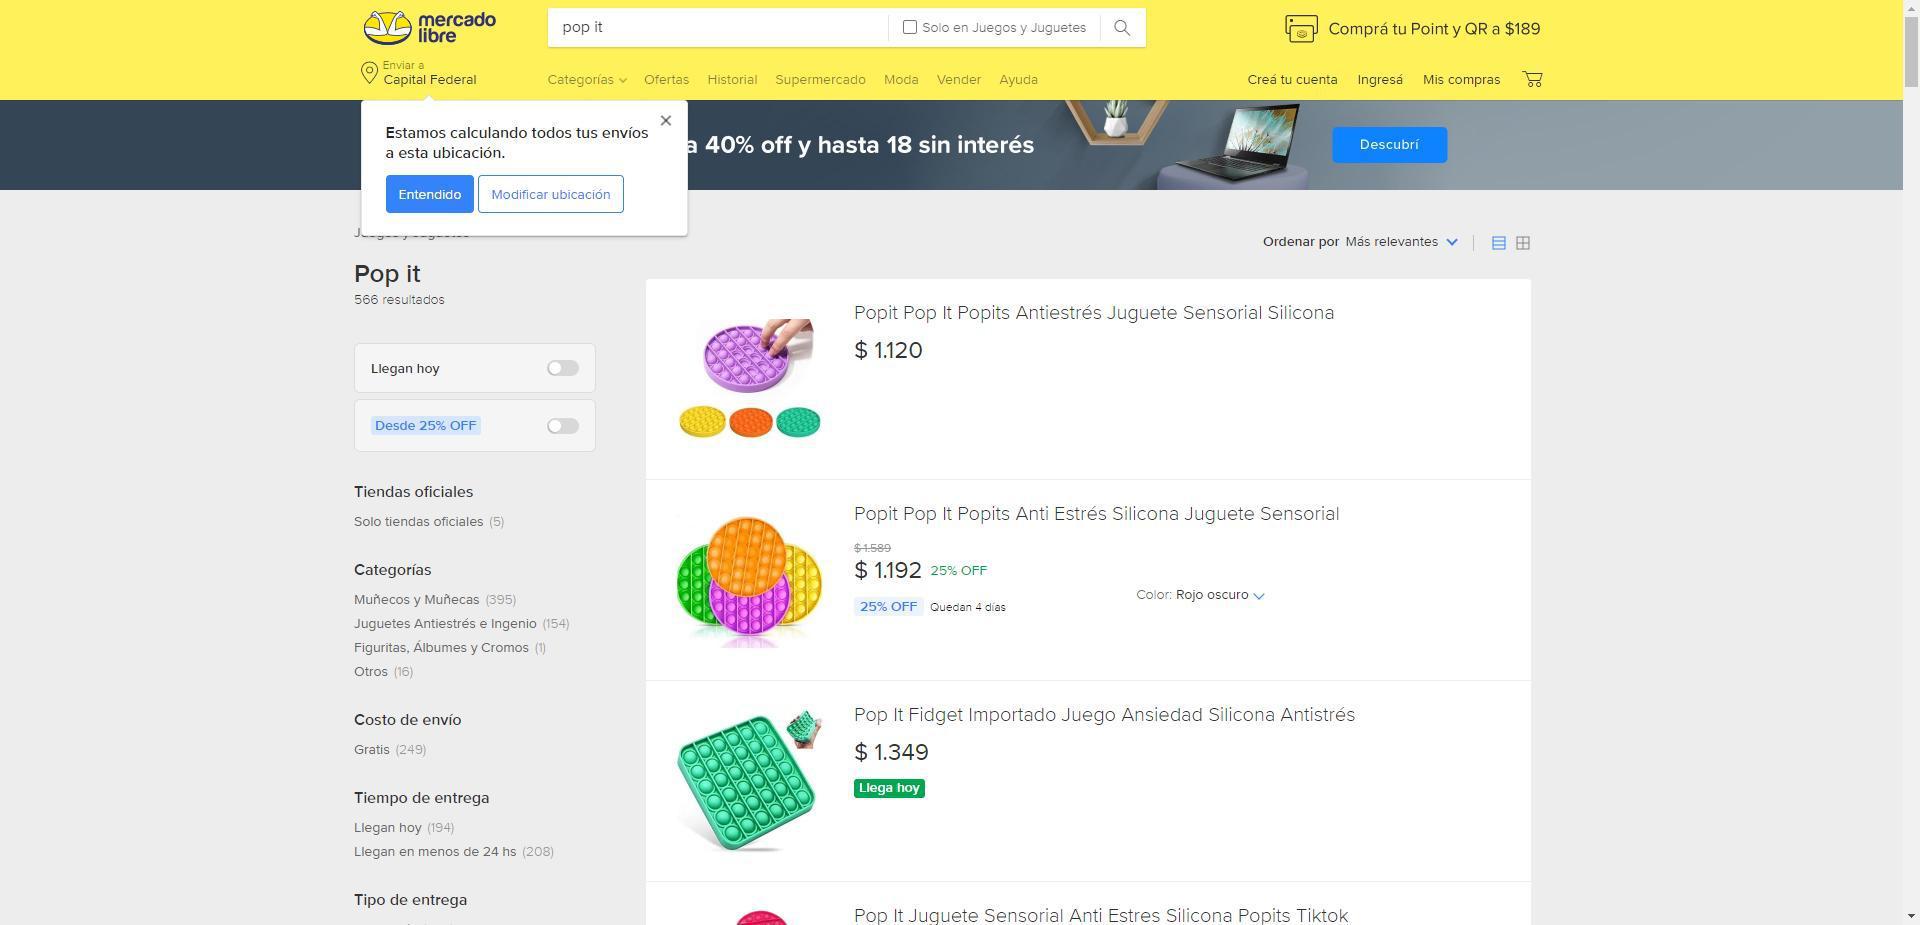 mercado
libre
pop it
Solo en Juegos y Juguetes
Comprá tu Point y QR a $189
Enviar a
Capital Federal
Categorías
Ofertas
Historial
Supermercado
Moda
Vender
Ayuda
Creá tu cuenta
Ingresá
Mis compras
Estamos calculando todos tus envíos
a esta ubicación.
Entendido
Modificar ubicación
a 40% off y hasta 18 sin interés
Descubrí
Juegos y Juguetes
Ordenar por Más relevantes
Pop it
566 resultados
Llegan hoy
Desde 25% OFF
Tiendas oficiales
Solo tiendas oficiales (5)
Categorías
Muñecos y Muñecas (395)
Juguetes Antiestrés e Ingenio (154)
Figuritas, Álbumes y Cromos (1)
Otros (16)
Costo de envío
Gratis (249)
Tiempo de entrega
Llegan hoy (194)
Llegan en menos de 24 hs (208)
Tipo de entrega
Popit Pop It Popits Antiestrés Juguete Sensorial Silicona
$ 1.120
Popit Pop It Popits Anti Estrés Silicona Juguete Sensorial
$ 1.589
$ 1.192 25% OFF
25% OFF Quedan 4 días
Color: Rojo oscuro
Pop It Fidget Importado Juego Ansiedad Silicona Antistrés
$ 1.349
Llega hoy
Pop It Juguete Sensorial Anti Estres Silicona Popits Tiktok